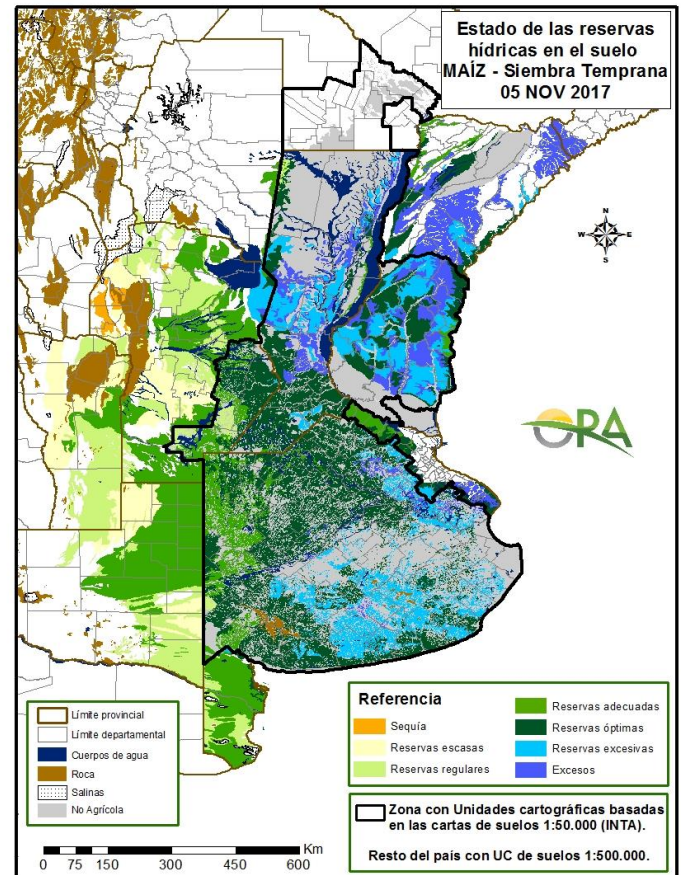 Estado de las reservas
hídricas en el suelo
MAÍZ - Siembra Temprana
05 NOV 2017
N
W E
S
ORA
Límite provincial
Límite departamental
Cuerpos de agua
Roca
Salinas
No Agrícola
Km
0 75 150 300 450 600
Referencia
Sequía
Reservas escasas
Reservas regulares
Reservas adecuadas
Reservas óptimas
Reservas excesivas
Excesos
Zona con Unidades cartográficas basadas
en las cartas de suelos 1:50.000 (INTA).
Resto del país con UC de suelos 1:500.000.